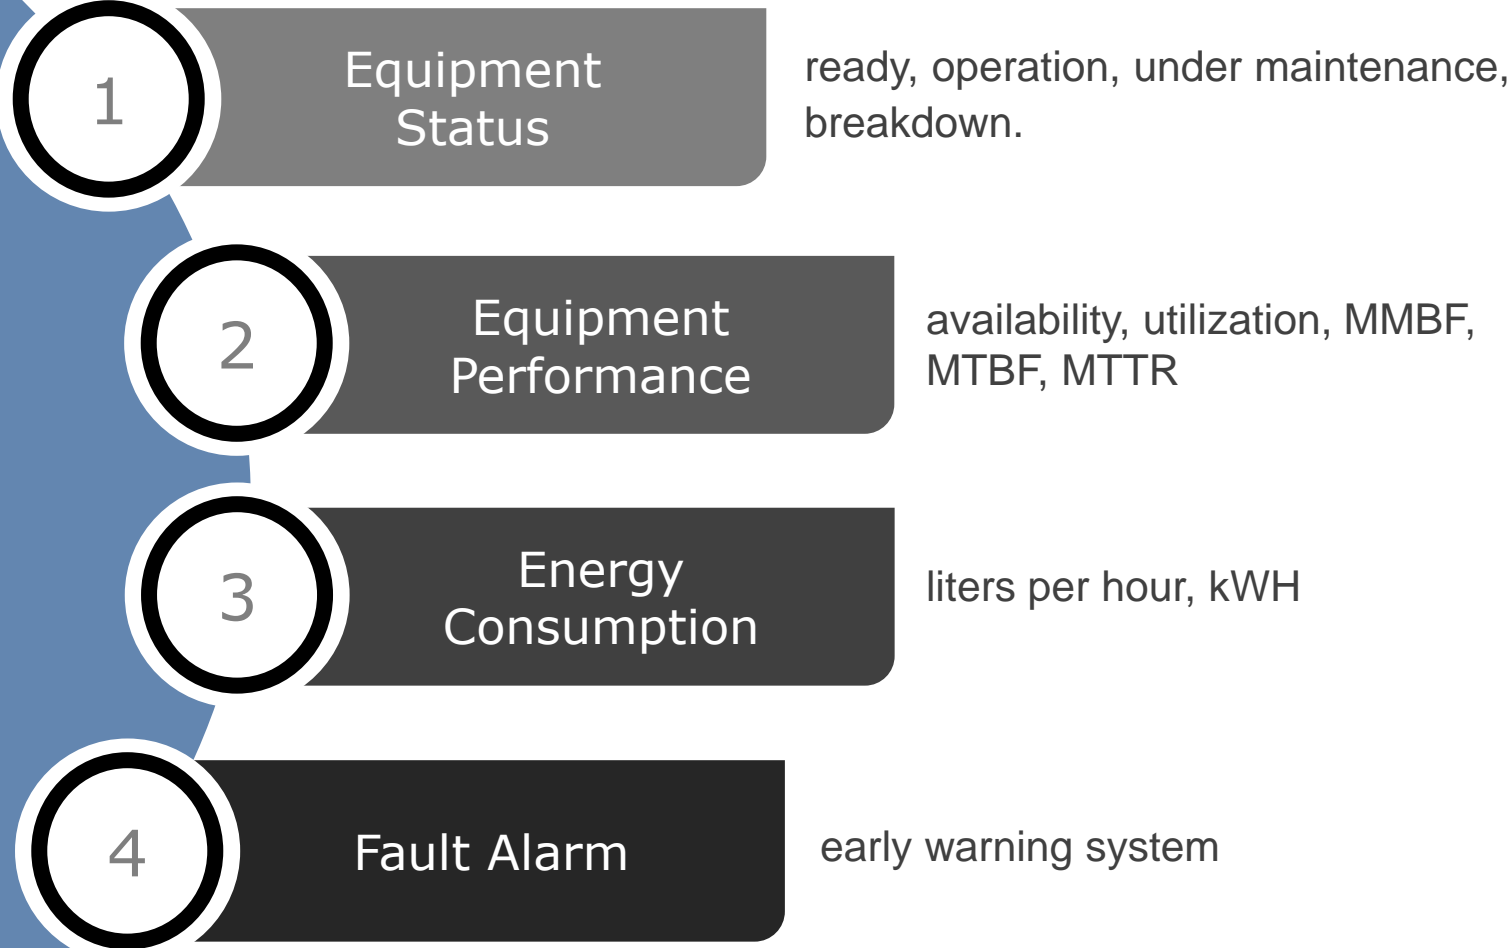 1
Equipment
Status
ready, operation, under maintenance,
breakdown.
2
Equipment
Performance
availability, utilization, MMBF,
MTBF, MTTR
3
Energy
Consumption
liters per hour, kWH
4
Fault Alarm
early warning system